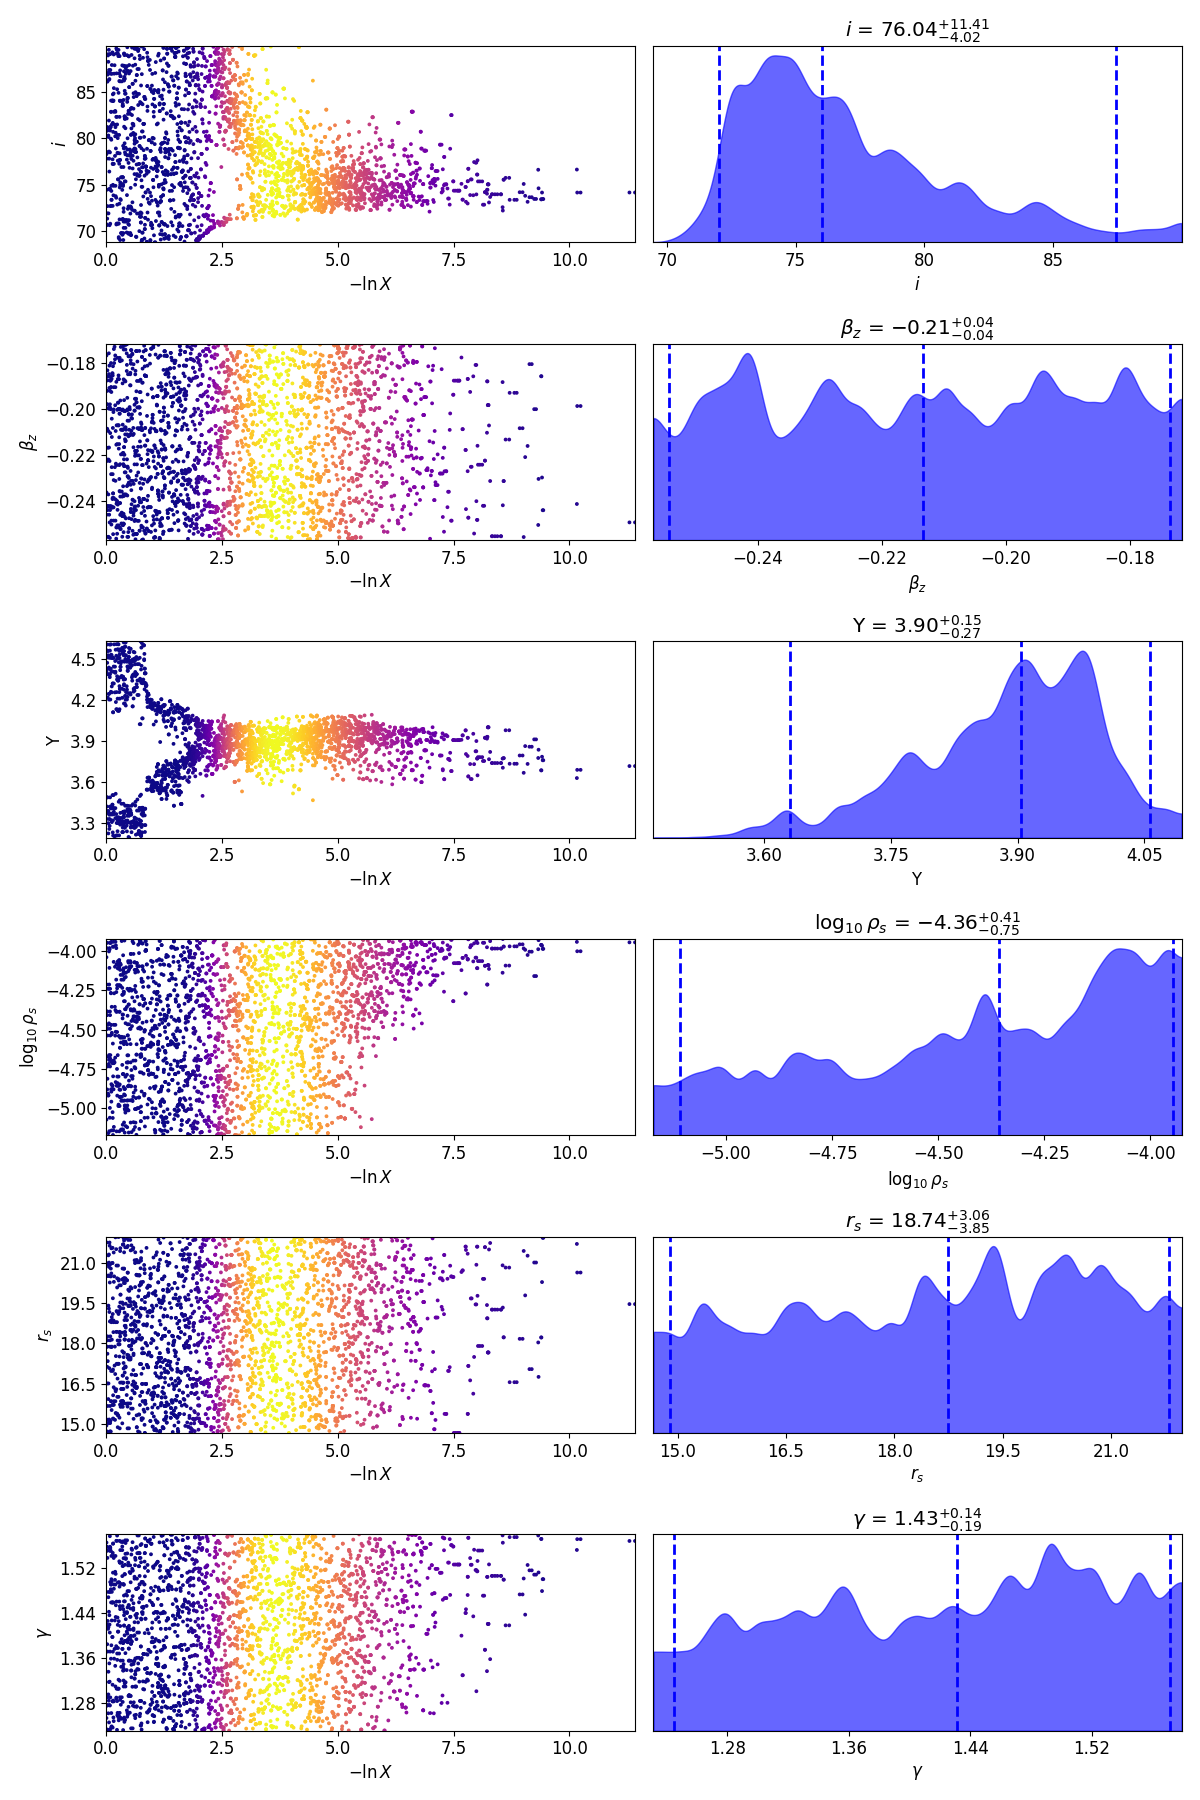 i = 76.04 +11.41 −4.02
85
80
75
70
i
0.0 2.5 5.0 7.5 10.0
−ln X
70 75 80 85
i
β_z = −0.21 +0.04 −0.04
−0.18
−0.20
−0.22
−0.24
β_z
0.0 2.5 5.0 7.5 10.0
−ln X
−0.24 −0.22 −0.20 −0.18
β_z
Y = 3.90 +0.15 −0.27
4.5
4.2
3.9
3.6
3.3
Y
0.0 2.5 5.0 7.5 10.0
−ln X
3.60 3.75 3.90 4.05
Y
log₁₀ ρ_s = −4.36 +0.41 −0.75
−4.00
−4.25
−4.50
−4.75
−5.00
log₁₀ ρ_s
0.0 2.5 5.0 7.5 10.0
−ln X
−5.00 −4.75 −4.50 −4.25 −4.00
log₁₀ ρ_s
r_s = 18.74 +3.06 −3.85
21.0
19.5
18.0
16.5
15.0
r_s
0.0 2.5 5.0 7.5 10.0
−ln X
15.0 16.5 18.0 19.5 21.0
r_s
γ = 1.43 +0.14 −0.19
1.52
1.44
1.36
1.28
γ
0.0 2.5 5.0 7.5 10.0
−ln X
1.28 1.36 1.44 1.52
γ